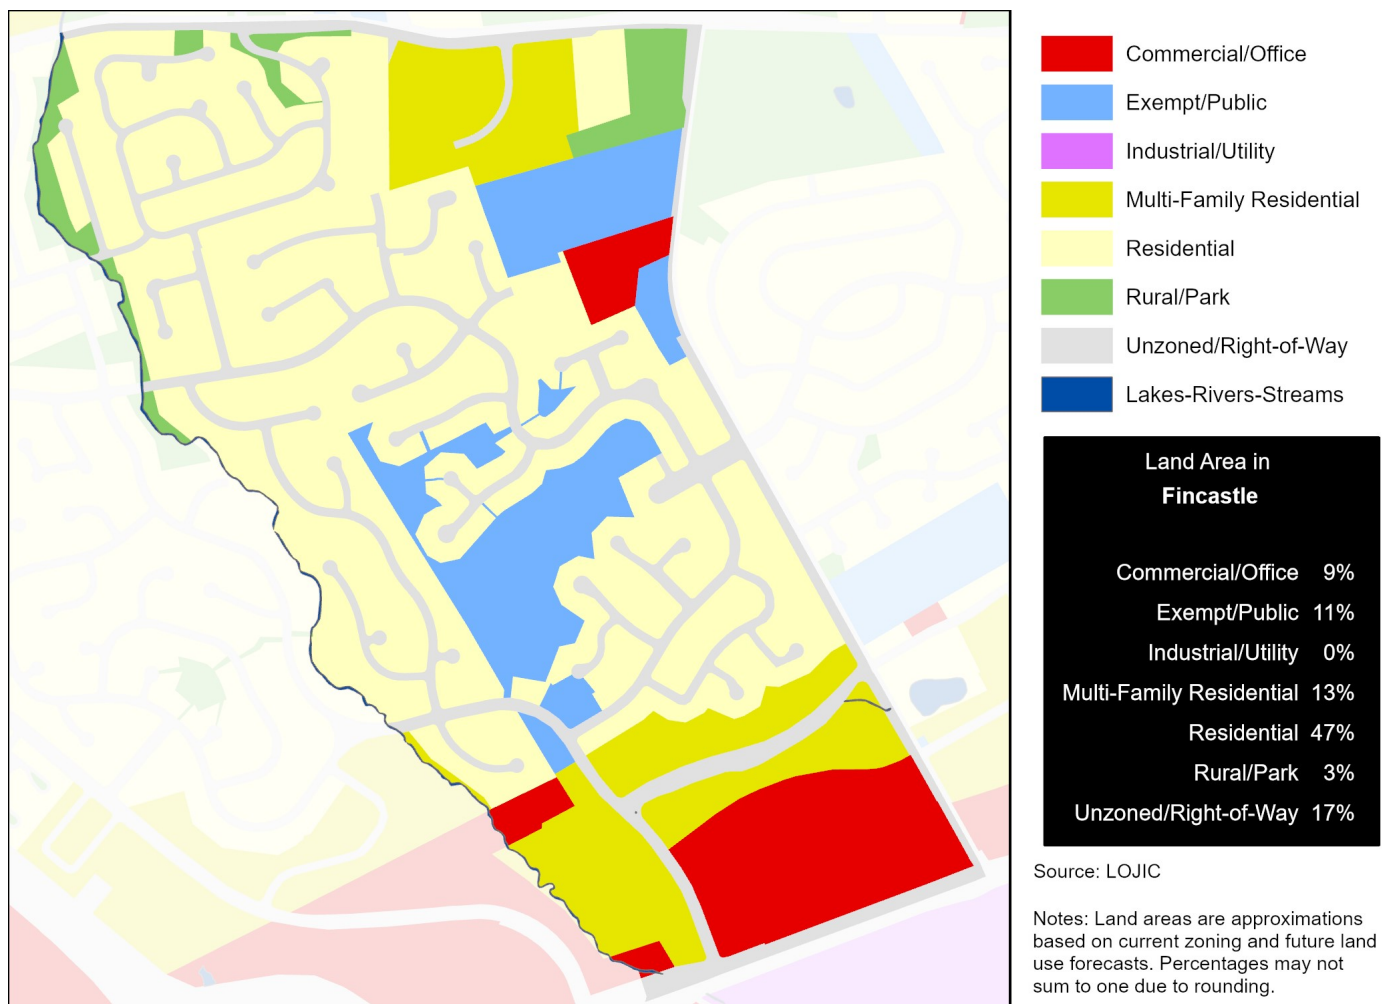 Commercial/Office
Exempt/Public
Industrial/Utility
Multi-Family Residential
Residential
Rural/Park
Unzoned/Right-of-Way
Lakes-Rivers-Streams
Land Area in
Fincastle
Commercial/Office 9%
Exempt/Public 11%
Industrial/Utility 0%
Multi-Family Residential 13%
Residential 47%
Rural/Park 3%
Unzoned/Right-of-Way 17%
Source: LOJIC
Notes: Land areas are approximations
based on current zoning and future land
use forecasts. Percentages may not
sum to one due to rounding.